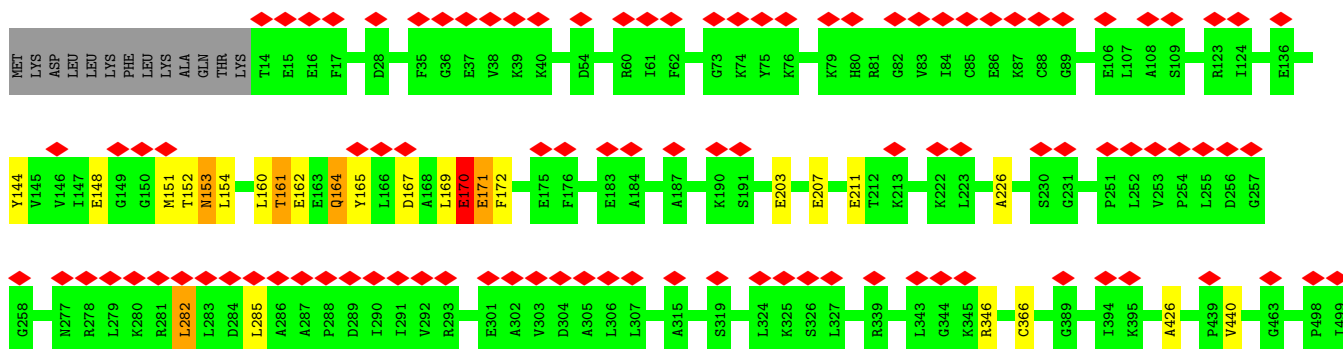 MET LYS ASP LEU LEU LYS PHE LEU LYS ALA GLN THR LYS T14 E15 E16 F17 D28 F35 G36 E37 V38 K39 K40 D54 R60 I61 F62 G73 K74 Y75 K76 K79 H80 R81 G82 V83 I84 C85 E86 K87 C88 G89 E106 L107 A108 S109 R123 I124 E136
Y144 V145 V146 I147 E148 G149 G150 M151 T152 N153 L154 L160 T161 E162 E163 Q164 Y165 L166 D167 A168 L169 E170 E171 F172 E175 F176 E183 A184 A187 K190 S191 E203 E207 E211 T212 K213 K222 L223 A226 S230 G231 P251 L252 V253 P254 L255 D256 G257
G258 N277 R278 L279 K280 R281 L282 L283 D284 L285 A286 A287 P288 D289 I290 I291 V292 R293 E301 A302 V303 D304 A305 L306 L307 A315 S319 L324 K325 S326 L327 R339 L343 G344 K345 R346 C366 G389 I394 K395 A426 P439 V440 G463 P498 I499